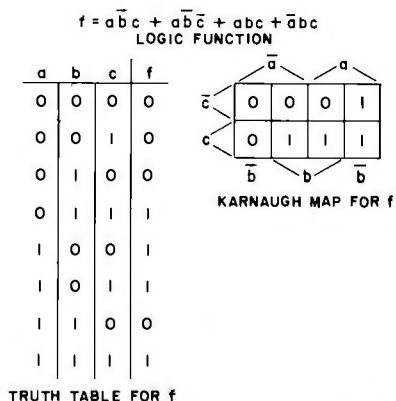 f = ab̅c + ab̅c̅ + abc + a̅bc
LOGIC FUNCTION
a b c f
0 0 0 0
0 0 1 0
0 1 0 0
0 1 1 1
1 0 0 1
1 0 1 1
1 1 0 0
1 1 1 1
TRUTH TABLE FOR f
a̅ a
c̅ 0 0 0 1
c 0 1 1 1
b̅ b b̅
KARNAUGH MAP FOR f